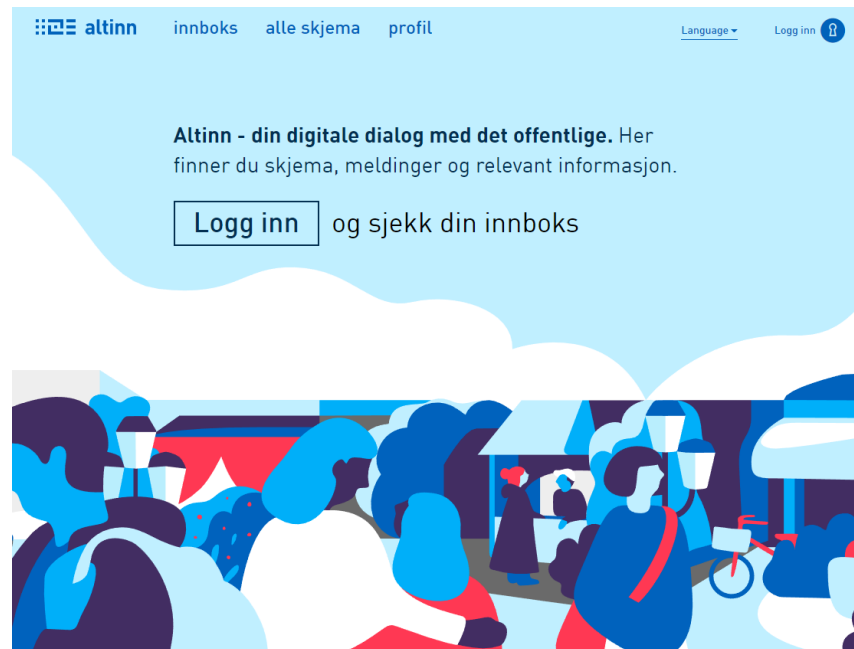 altinn innboks alle skjema profil Language Logg inn
Altinn - din digitale dialog med det offentlige. Her
finner du skjema, meldinger og relevant informasjon.
Logg inn og sjekk din innboks